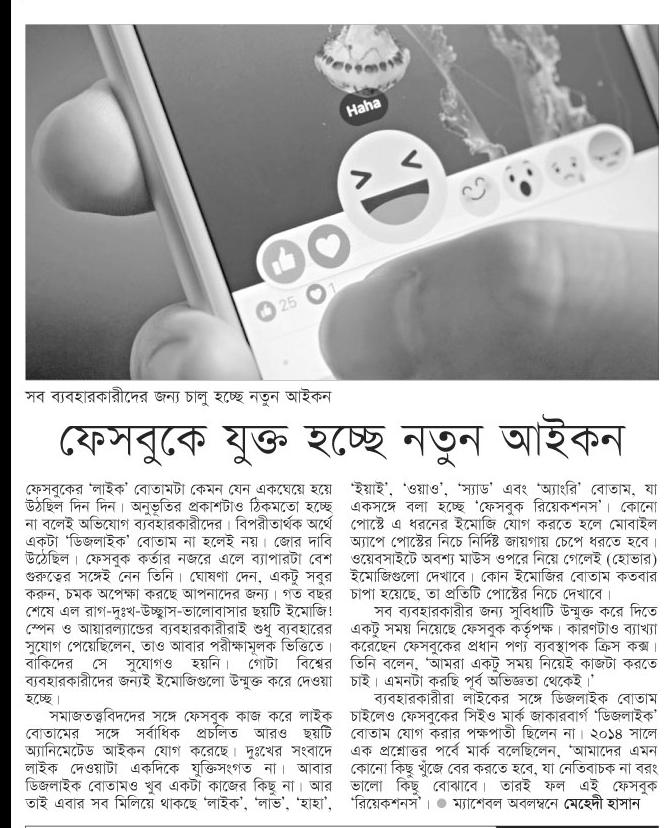 Haha
25
1
সব ব্যবহারকারীদের জন্য চালু হচ্ছে নতুন আইকন
ফেসবুকে যুক্ত হচ্ছে নতুন আইকন
ফেসবুকের ‘লাইক’ বোতামটা কেমন যেন একঘেয়ে হয়ে
উঠছিল দিন দিন। অনুভূতির প্রকাশটাও ঠিকমতো হচ্ছে
না বলেই অভিযোগ ব্যবহারকারীদের। বিপরীতার্থক অর্থে
একটা ‘ডিজলাইক’ বোতাম না হলেই নয়। জোর দাবি
উঠেছিল। ফেসবুক কর্তার নজরে এলে ব্যাপারটা বেশ
গুরুত্বের সঙ্গেই নেন তিনি। ঘোষণা দেন, একটু সবুর
করুন, চমক অপেক্ষা করছে আপনাদের জন্য। গত বছর
শেষে এল রাগ-দুঃখ-উচ্ছ্বাস-ভালোবাসার ছয়টি ইমোজি!
স্পেন ও আয়ারল্যান্ডের ব্যবহারকারীরাই শুধু ব্যবহারের
সুযোগ পেয়েছিলেন, তাও আবার পরীক্ষামূলক ভিত্তিতে।
বাকিদের সে সুযোগও হয়নি। গোটা বিশ্বের
ব্যবহারকারীদের জন্যই ইমোজিগুলো উন্মুক্ত করে দেওয়া
হচ্ছে।
সমাজতত্ত্ববিদদের সঙ্গে ফেসবুক কাজ করে লাইক
বোতামের সঙ্গে সর্বাধিক প্রচলিত আরও ছয়টি
অ্যানিমেটেড আইকন যোগ করেছে। দুঃখের সংবাদে
লাইক দেওয়াটা একদিকে যুক্তিসংগত না। আবার
ডিজলাইক বোতামও খুব একটা কাজের কিছু না। আর
তাই এবার সব মিলিয়ে থাকছে ‘লাইক’, ‘লাভ’, ‘হাহা’,
‘ইয়াই’, ‘ওয়াও’, ‘স্যাড’ এবং ‘অ্যাংরি’ বোতাম, যা
একসঙ্গে বলা হচ্ছে ‘ফেসবুক রিয়েকশনস’। কোনো
পোস্টে এ ধরনের ইমোজি যোগ করতে হলে মোবাইল
অ্যাপে পোস্টের নিচে নির্দিষ্ট জায়গায় চেপে ধরতে হবে।
ওয়েবসাইটে অবশ্য মাউস ওপরে নিয়ে গেলেই (হোভার)
ইমোজিগুলো দেখাবে। কোন ইমোজির বোতাম কতবার
চাপা হয়েছে, তা প্রতিটি পোস্টের নিচে দেখাবে।
সব ব্যবহারকারীর জন্য সুবিধাটি উন্মুক্ত করে দিতে
একটু সময় নিয়েছে ফেসবুক কর্তৃপক্ষ। কারণটাও ব্যাখ্যা
করেছেন ফেসবুকের প্রধান পণ্য ব্যবস্থাপক ক্রিস কক্স।
তিনি বলেন, ‘আমরা একটু সময় নিয়েই কাজটা করতে
চাই। এমনটা করছি পূর্ব অভিজ্ঞতা থেকেই।’
ব্যবহারকারীরা লাইকের সঙ্গে ডিজলাইক বোতাম
চাইলেও ফেসবুকের সিইও মার্ক জাকারবার্গ ‘ডিজলাইক’
বোতাম যোগ করার পক্ষপাতী ছিলেন না। ২০১৪ সালে
এক প্রশ্নোত্তর পর্বে মার্ক বলেছিলেন, ‘আমাদের এমন
কোনো কিছু খুঁজে বের করতে হবে, যা নেতিবাচক না বরং
ভালো কিছু বোঝাবে। তারই ফল এই ফেসবুক
‘রিয়েকশনস’। ● ম্যাশেবল অবলম্বনে মেহেদী হাসান